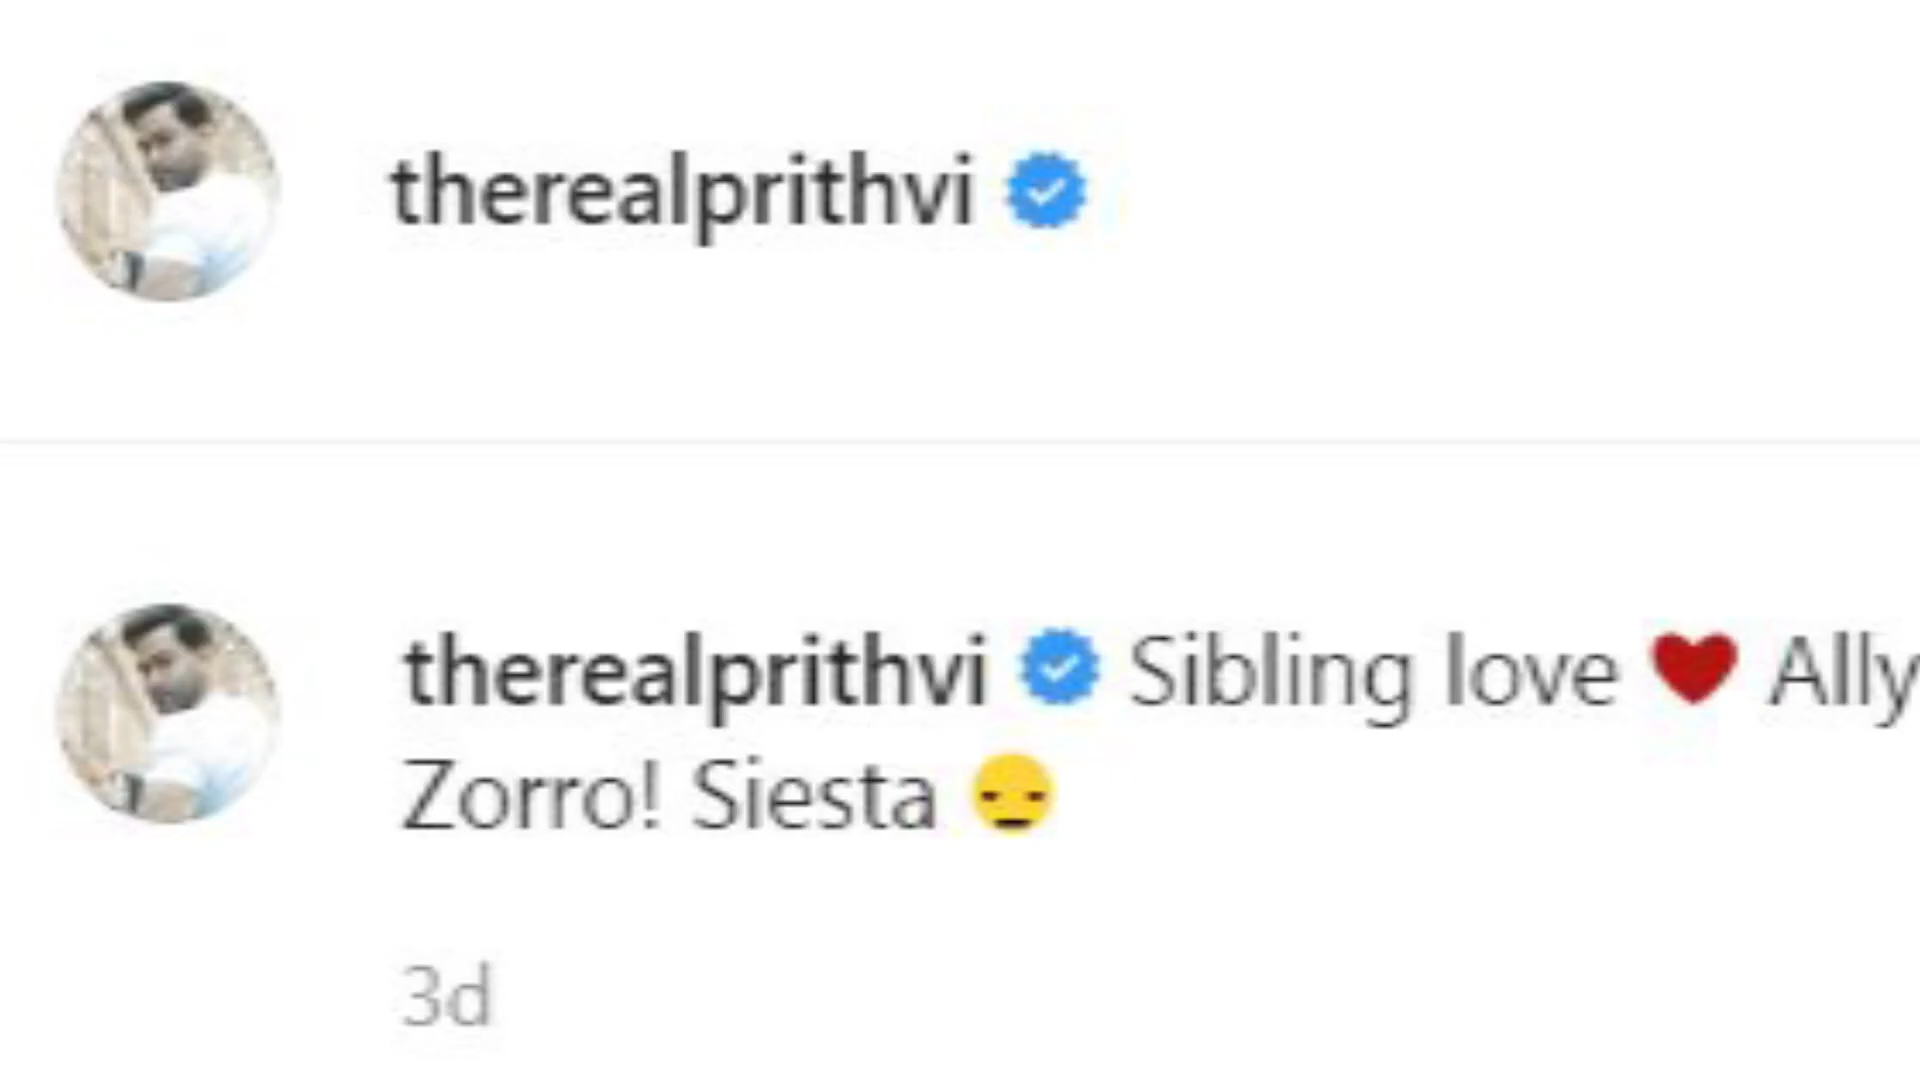 therealprithvi
therealprithvi Sibling love ❤️ Ally
Zorro! Siesta 😑
3d